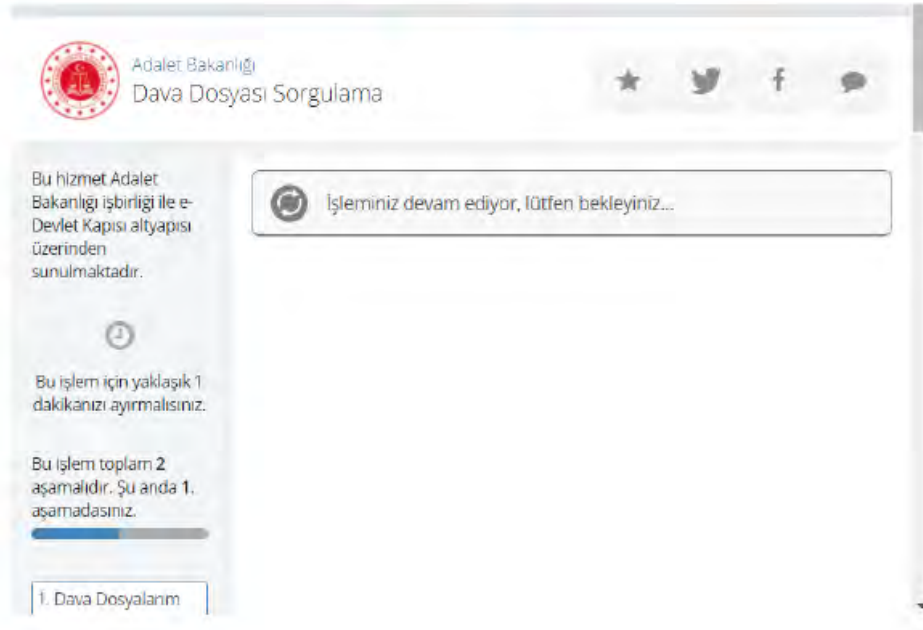 Adalet Bakanlığı
Dava Dosyası Sorgulama
Bu hizmet Adalet
Bakanlığı işbirliği ile e-
Devlet Kapısı altyapısı
üzerinden
sunulmaktadır.
İşleminiz devam ediyor, lütfen bekleyiniz...
Bu işlem için yaklaşık 1
dakikanızı ayırmalısınız.
Bu işlem toplam 2
aşamalıdır. Şu anda 1.
aşamadasınız.
1. Dava Dosyalarım